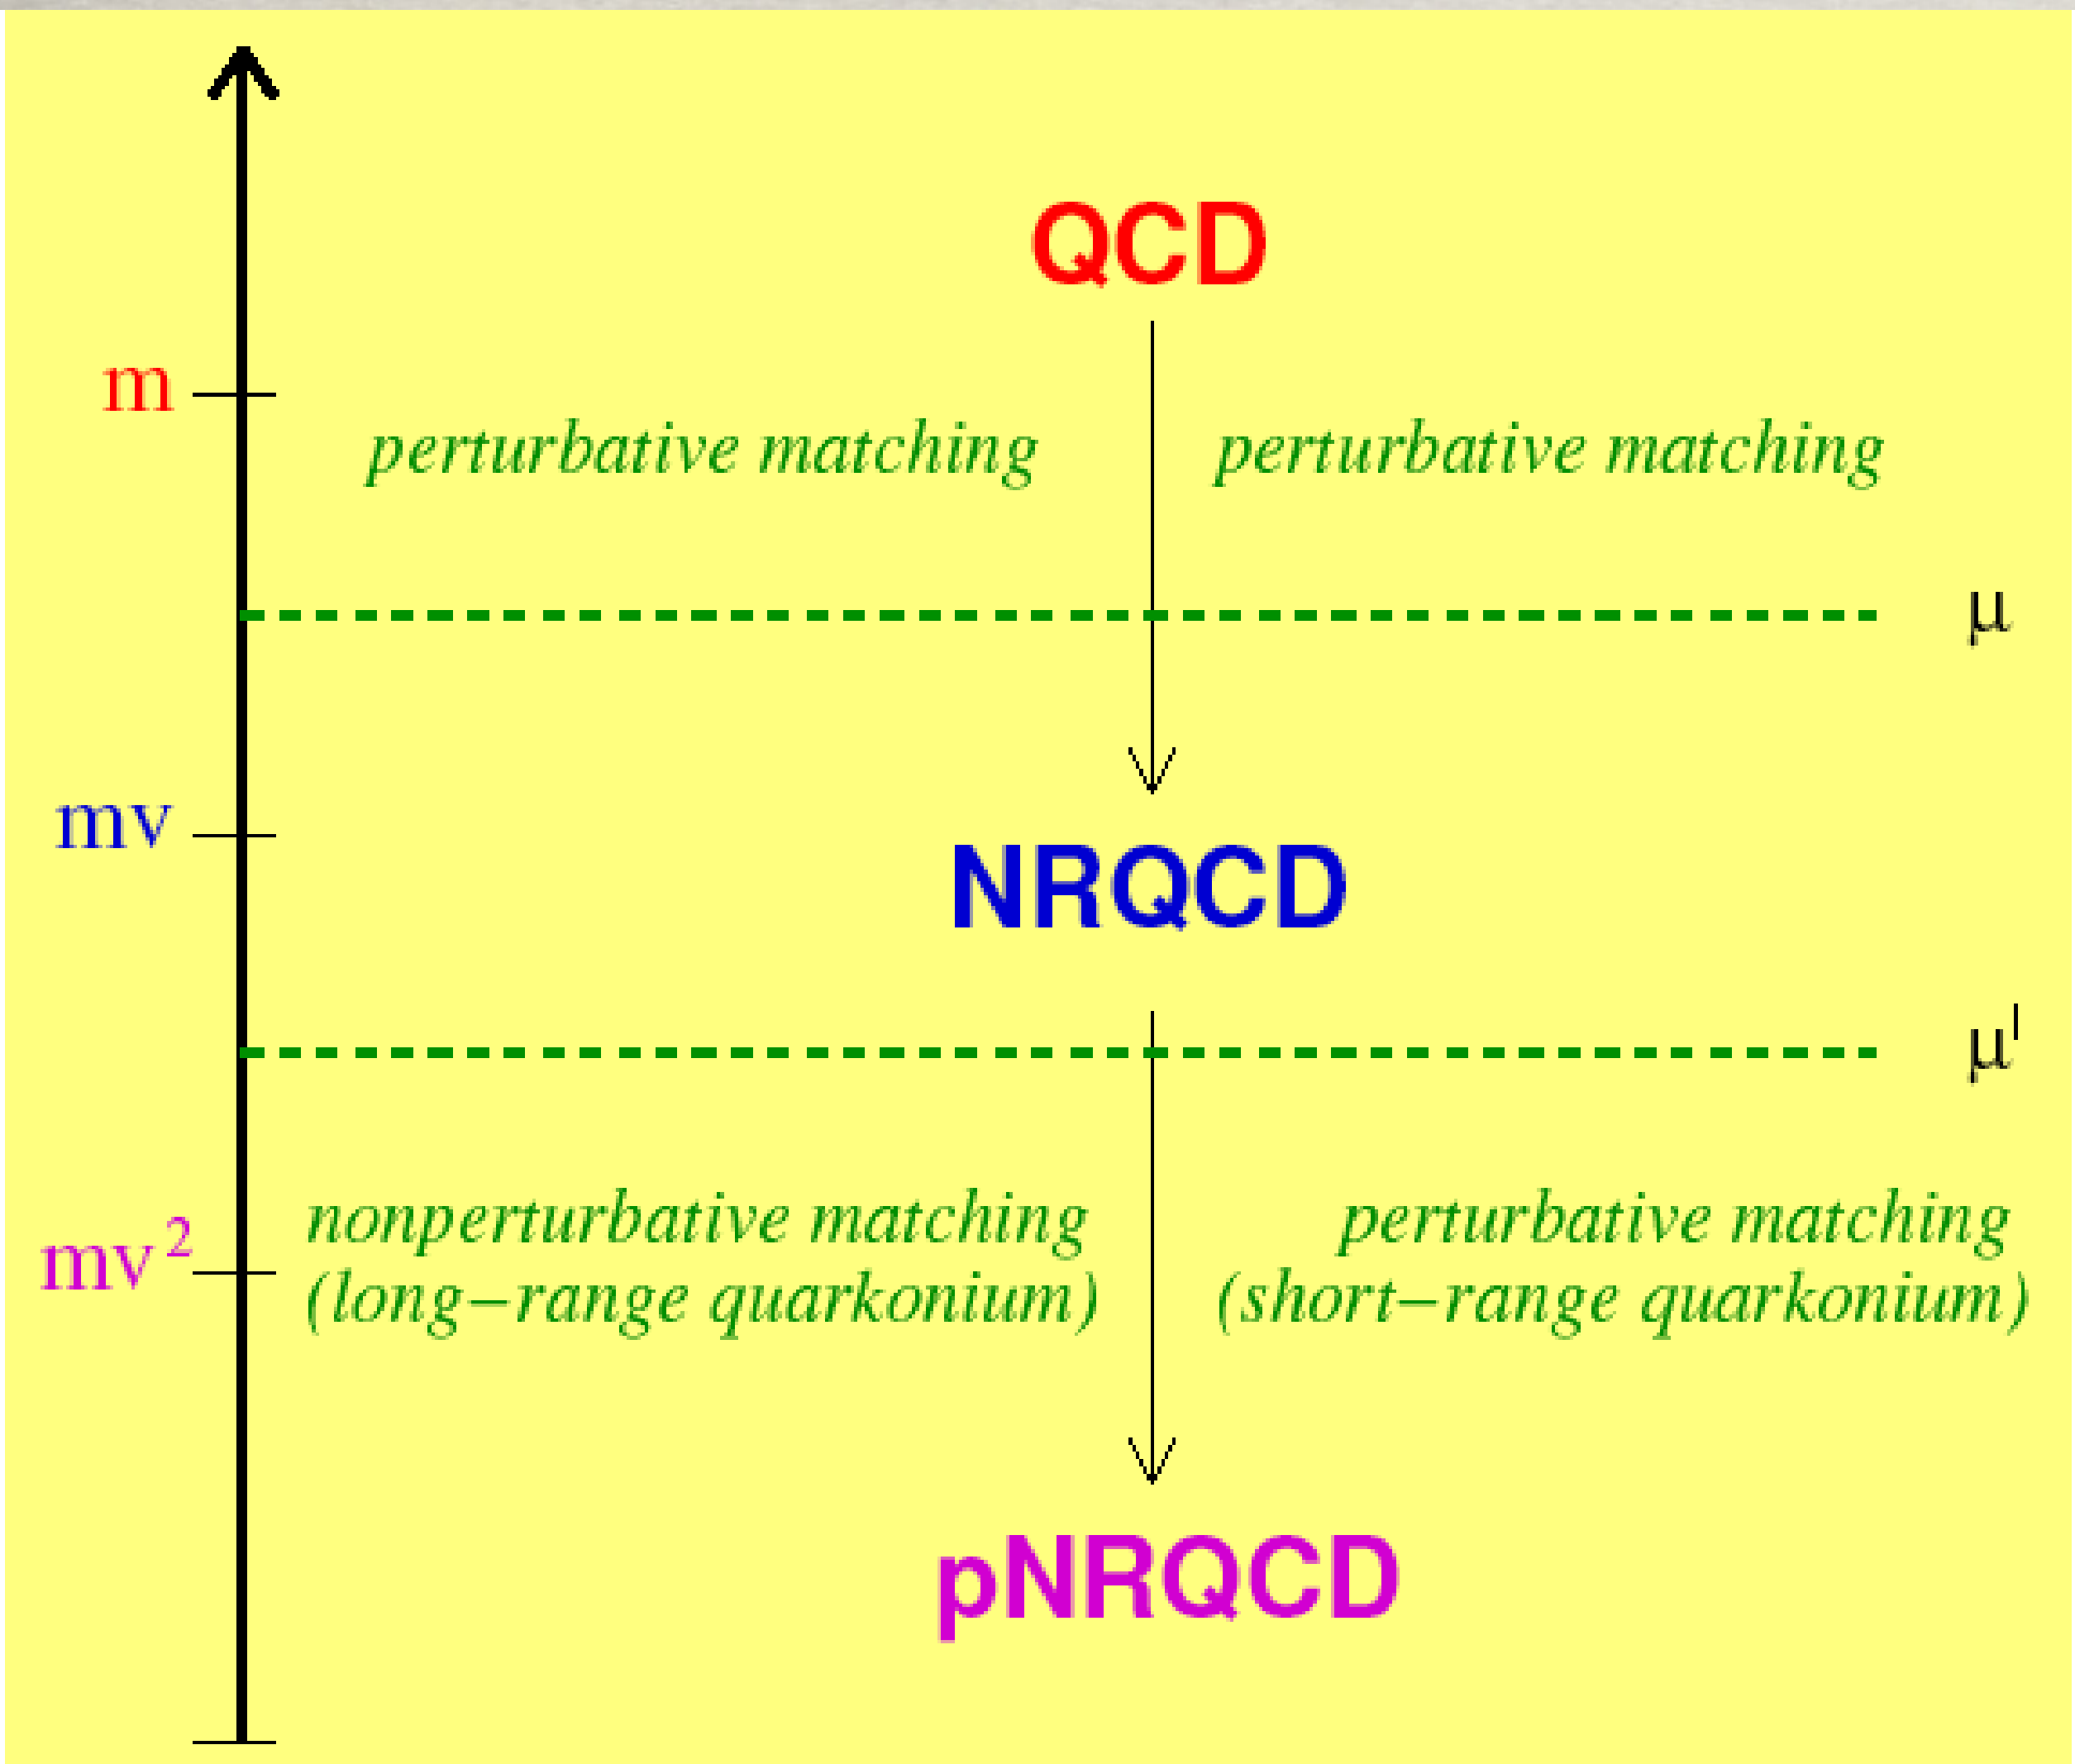 QCD
m
perturbative matching perturbative matching
μ
mv
NRQCD
μ'
nonperturbative matching perturbative matching
mv²
(long-range quarkonium) (short-range quarkonium)
pNRQCD